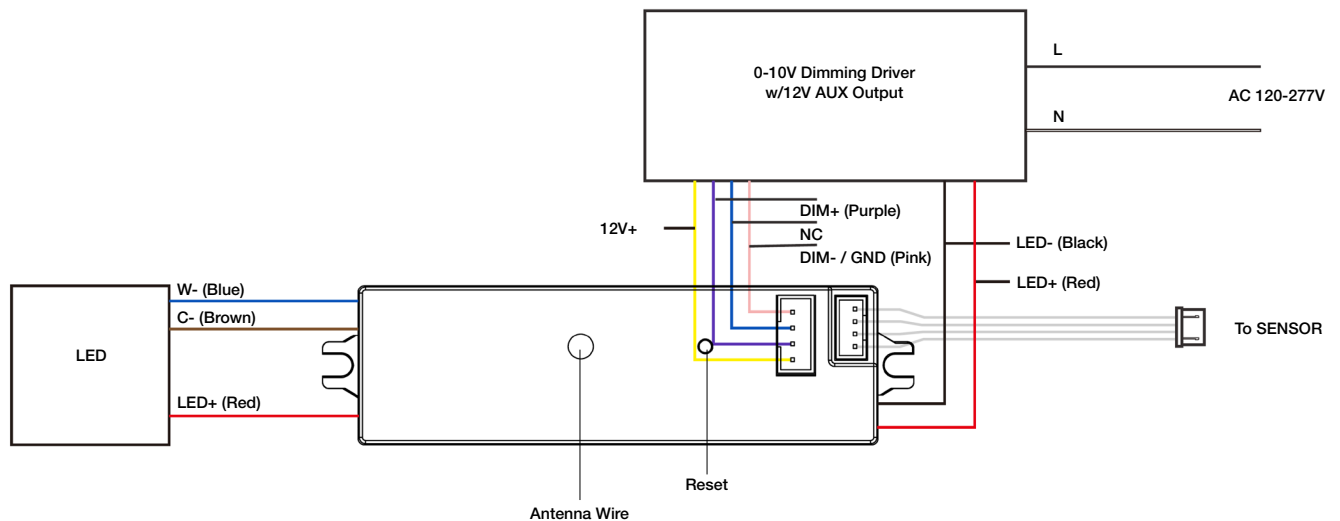 0-10V Dimming Driver
w/12V AUX Output
L
AC 120-277V
N
12V+
DIM+ (Purple)
NC
DIM- / GND (Pink)
LED- (Black)
LED+ (Red)
W- (Blue)
C- (Brown)
LED
LED+ (Red)
To SENSOR
Reset
Antenna Wire